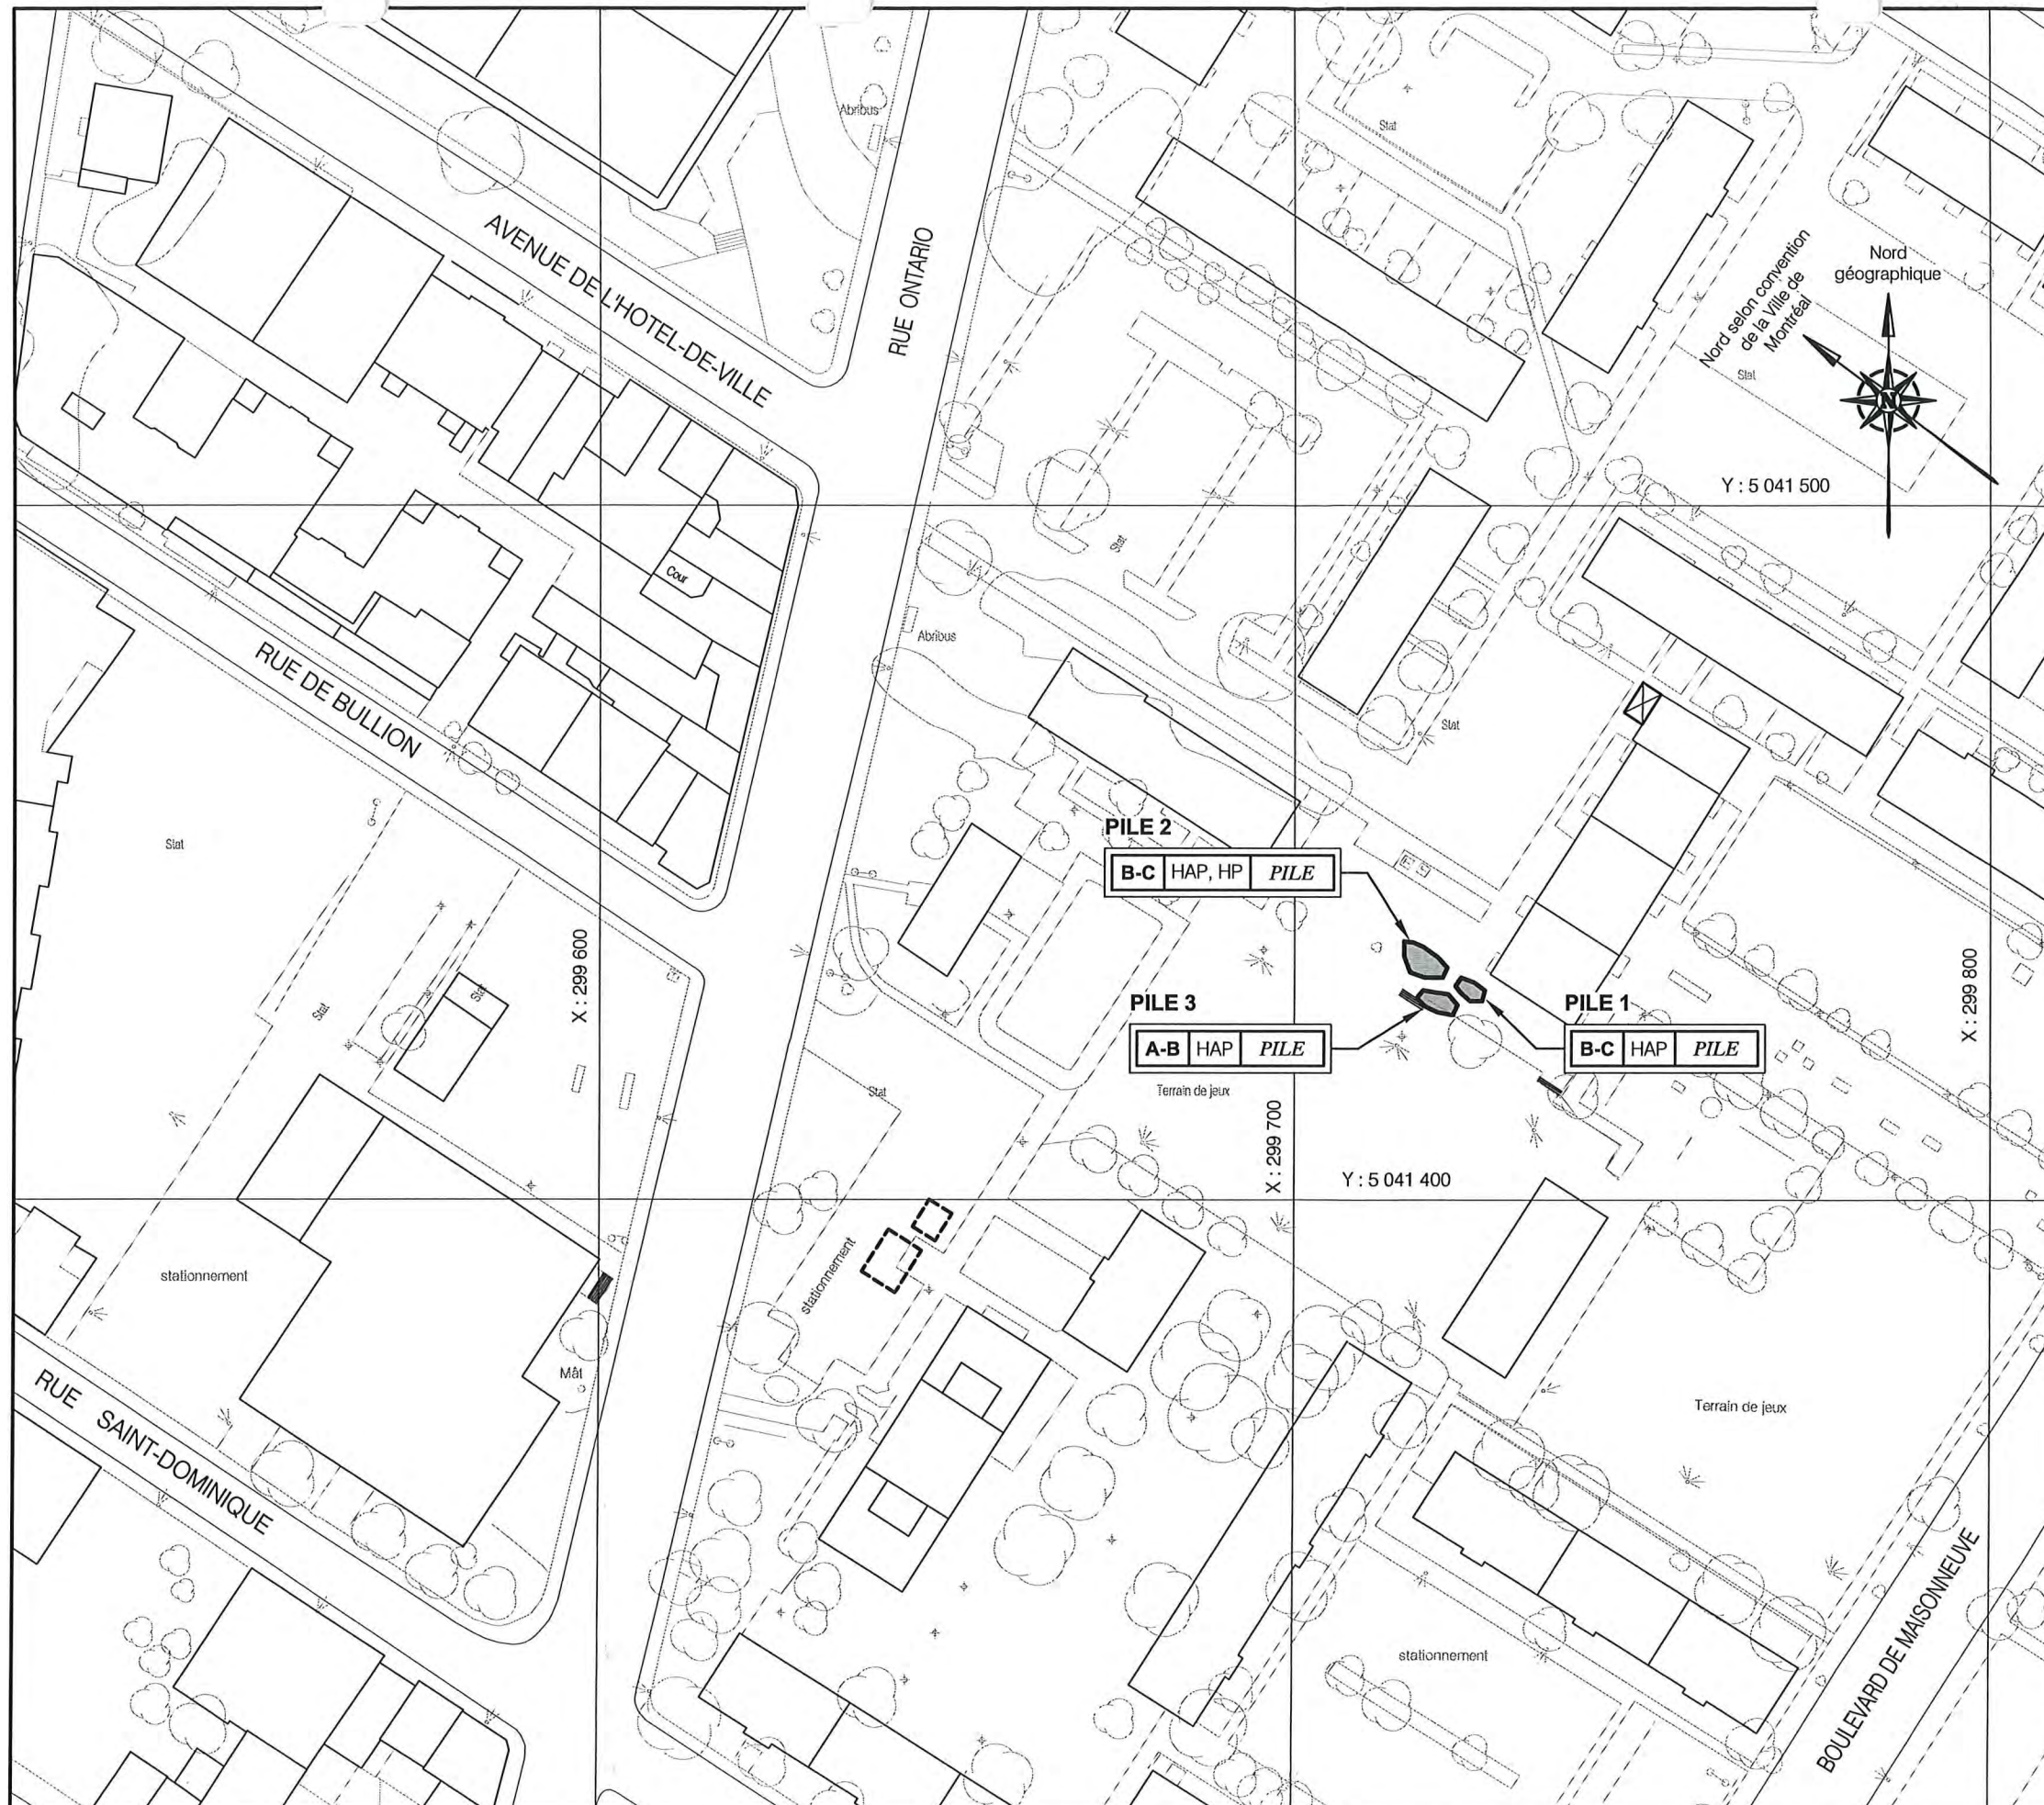 Abribus
Stat
AVENUE DE L'HOTEL-DE-VILLE
RUE ONTARIO
Nord selon convention
de la Ville de
Montréal
Nord
géographique
N
Stat
Y : 5 041 500
Stat
Cour
Abribus
RUE DE BULLION
Stat
Stat
PILE 2
B-C HAP, HP PILE
X : 299 600
Stat
Stat
X : 299 800
PILE 3
A-B HAP PILE
PILE 1
B-C HAP PILE
Stat
Terrain de jeux
X : 299 700
Y : 5 041 400
stationnement
stationnement
Mât
RUE SAINT-DOMINIQUE
Terrain de jeux
stationnement
BOULEVARD DE MAISONNEUVE